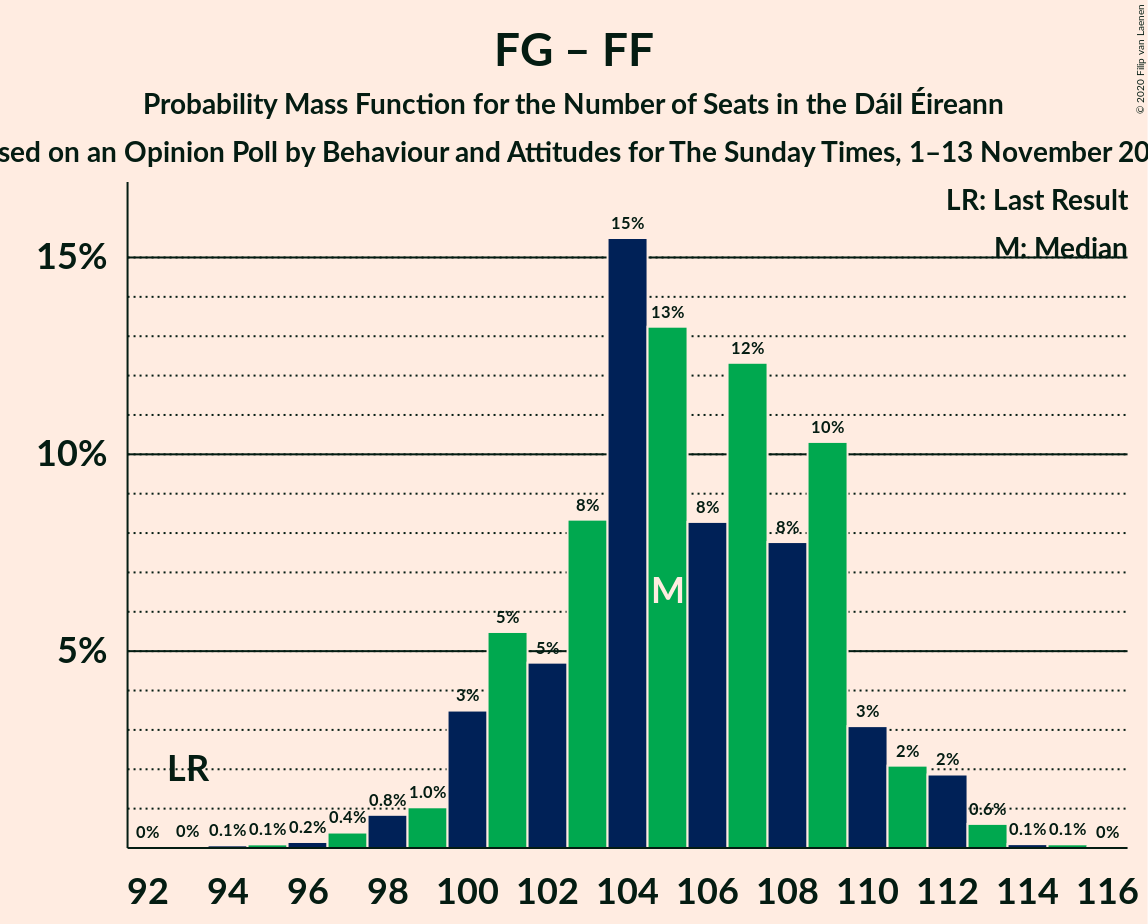 FG – FF
Probability Mass Function for the Number of Seats in the Dáil Éireann
sed on an Opinion Poll by Behaviour and Attitudes for The Sunday Times, 1–13 November 20
© 2020 Filip van Laenen
LR: Last Result
M: Median
15%
10%
5%
0% 0% 0.1% 0.1% 0.2% 0.4% 0.8% 1.0% 3% 5% 5% 8% 15% 13% 8% 12% 8% 10% 3% 2% 2% 0.6% 0.1% 0.1% 0%
LR
M
92 94 96 98 100 102 104 106 108 110 112 114 116